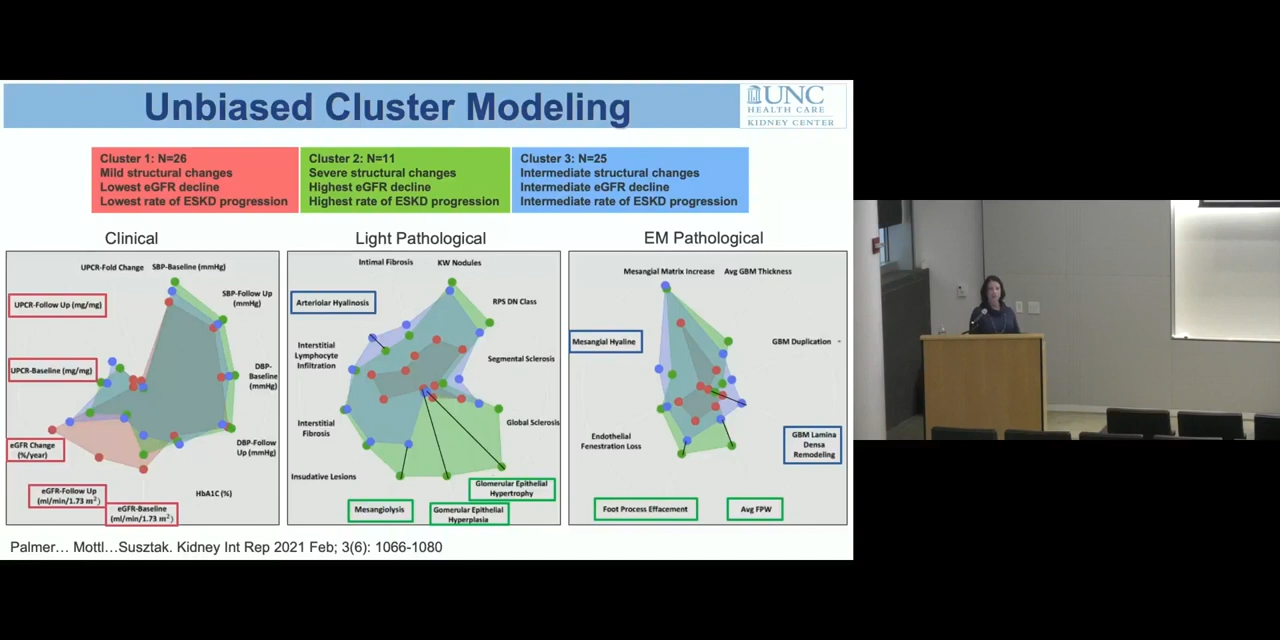 Unbiased Cluster Modeling
UNC
HEALTH CARE
KIDNEY CENTER
Cluster 1: N=26
Mild structural changes
Lowest eGFR decline
Lowest rate of ESKD progression
Cluster 2: N=11
Severe structural changes
Highest eGFR decline
Highest rate of ESKD progression
Cluster 3: N=25
Intermediate structural changes
Intermediate eGFR decline
Intermediate rate of ESKD progression
Clinical
UPCR-Fold Change
SBP-Baseline (mmHg)
UPCR-Follow Up (mg/mg)
SBP-Follow Up
(mmHg)
UPCR-Baseline (mg/mg)
DBP-
Baseline
(mmHg)
eGFR Change
(%/year)
DBP-Follow
Up (mmHg)
eGFR-Follow Up
(ml/min/1.73 m²)
HbA1C (%)
eGFR-Baseline
(ml/min/1.73 m²)
Light Pathological
Intimal Fibrosis
KW Nodules
Arteriolar Hyalinosis
RPS DN Class
Interstitial
Lymphocyte
Infiltration
Segmental Sclerosis
Interstitial
Fibrosis
Global Sclerosis
Insudative Lesions
Glomerular Epithelial
Hypertrophy
Mesangiolysis
Gomerular Epithelial
Hyperplasia
EM Pathological
Mesangial Matrix Increase
Avg GBM Thickness
Mesangial Hyaline
GBM Duplication
Endothelial
Fenestration Loss
GBM Lamina
Densa
Remodeling
Foot Process Effacement
Avg FPW
Palmer… Mottl…Susztak. Kidney Int Rep 2021 Feb; 3(6): 1066-1080